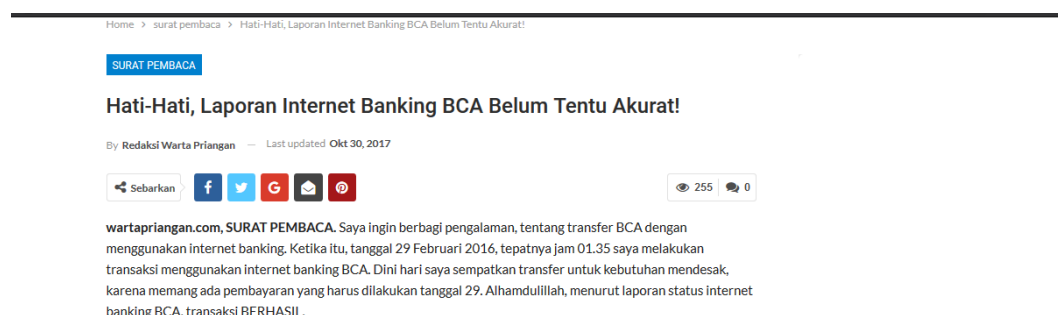 Home > surat pembaca > Hati-Hati, Laporan Internet Banking BCA Belum Tentu Akurat!
SURAT PEMBACA
Hati-Hati, Laporan Internet Banking BCA Belum Tentu Akurat!
By Redaksi Warta Priangan — Last updated Okt 30, 2017
Sebarkan 255 0
wartapriangan.com, SURAT PEMBACA. Saya ingin berbagi pengalaman, tentang transfer BCA dengan
menggunakan internet banking. Ketika itu, tanggal 29 Februari 2016, tepatnya jam 01.35 saya melakukan
transaksi menggunakan internet banking BCA. Dini hari saya sempatkan transfer untuk kebutuhan mendesak,
karena memang ada pembayaran yang harus dilakukan tanggal 29. Alhamdulillah, menurut laporan status internet
banking BCA, transaksi BERHASIL.